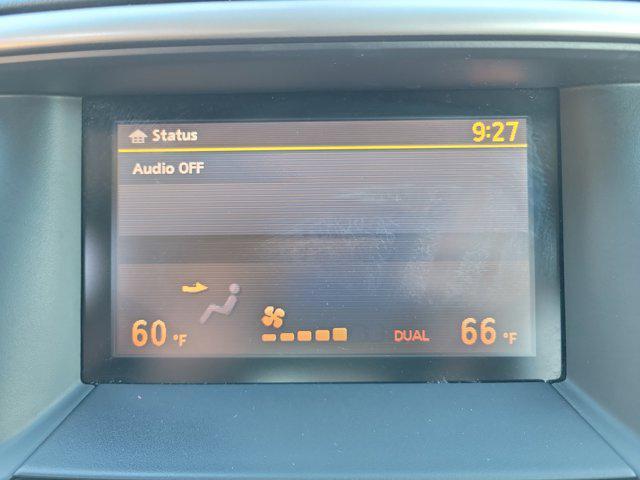 Status 9:27
Audio OFF
60 °F DUAL 66 °F